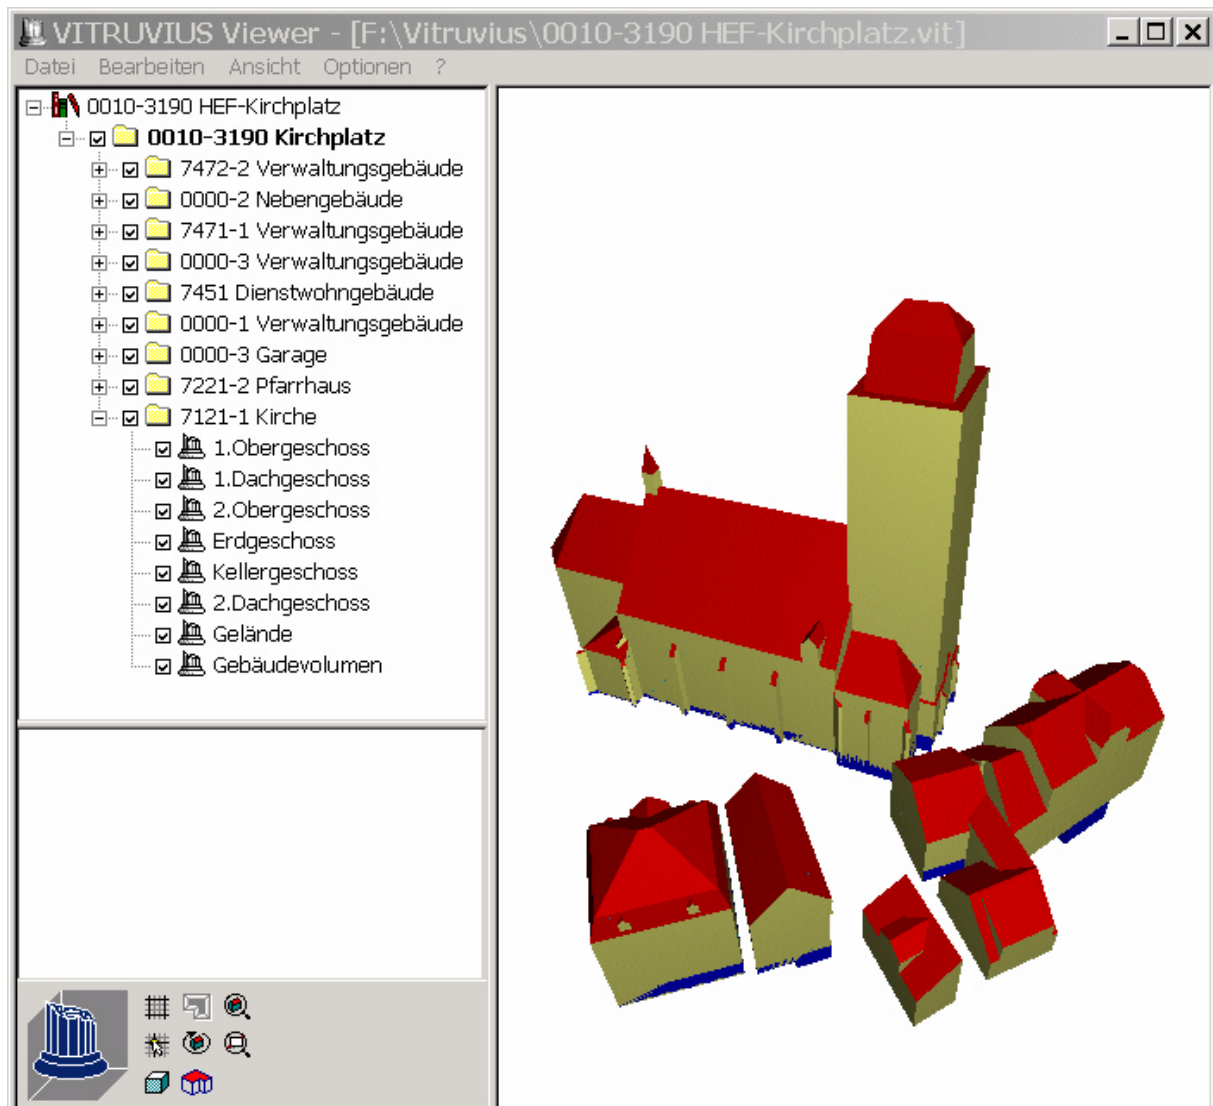 VITRUVIUS Viewer - [F:\Vitruvius\0010-3190 HEF-Kirchplatz.vit]
Datei Bearbeiten Ansicht Optionen ?
0010-3190 HEF-Kirchplatz
0010-3190 Kirchplatz
7472-2 Verwaltungsgebäude
0000-2 Nebengebäude
7471-1 Verwaltungsgebäude
0000-3 Verwaltungsgebäude
7451 Dienstwohngebäude
0000-1 Verwaltungsgebäude
0000-3 Garage
7221-2 Pfarrhaus
7121-1 Kirche
1.Obergeschoss
1.Dachgeschoss
2.Obergeschoss
Erdgeschoss
Kellergeschoss
2.Dachgeschoss
Gelände
Gebäudevolumen